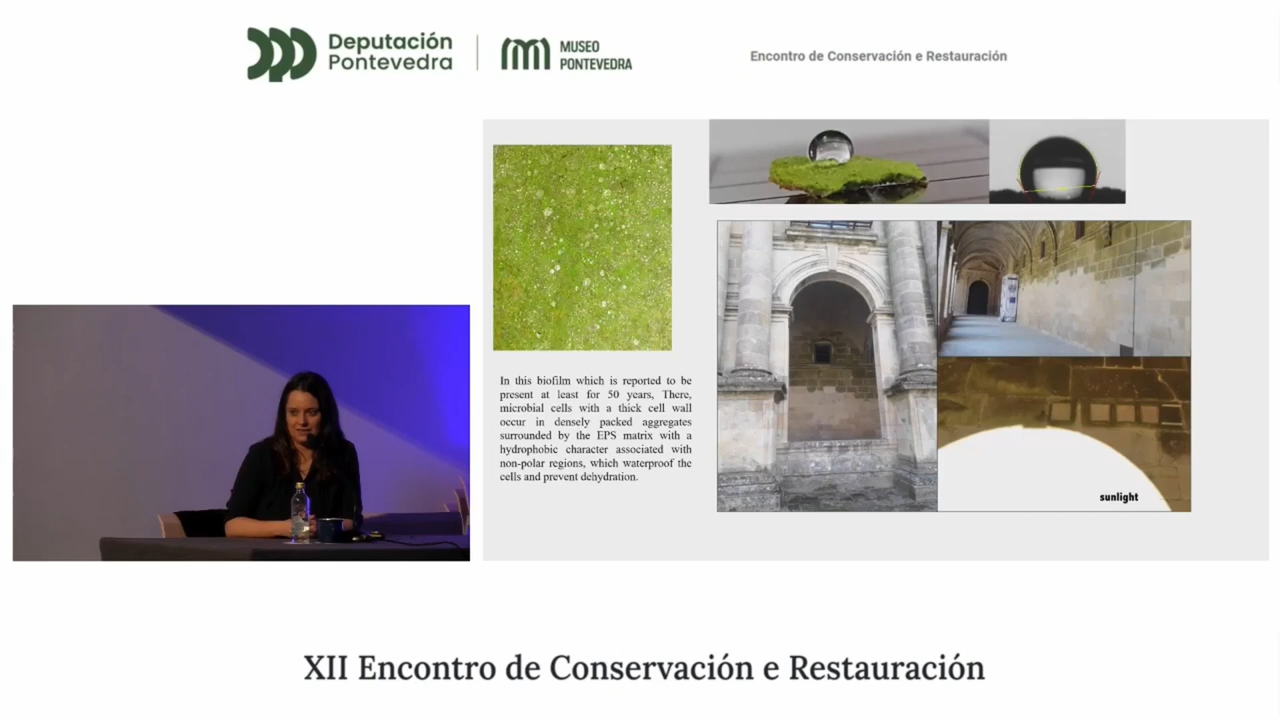 Deputación
Pontevedra
MUSEO
PONTEVEDRA
Encontro de Conservación e Restauración
In this biofilm which is reported to be
present at least for 50 years, There,
microbial cells with a thick cell wall
occur in densely packed aggregates
surrounded by the EPS matrix with a
hydrophobic character associated with
non-polar regions, which waterproof the
cells and prevent dehydration.
sunlight
XII Encontro de Conservación e Restauración